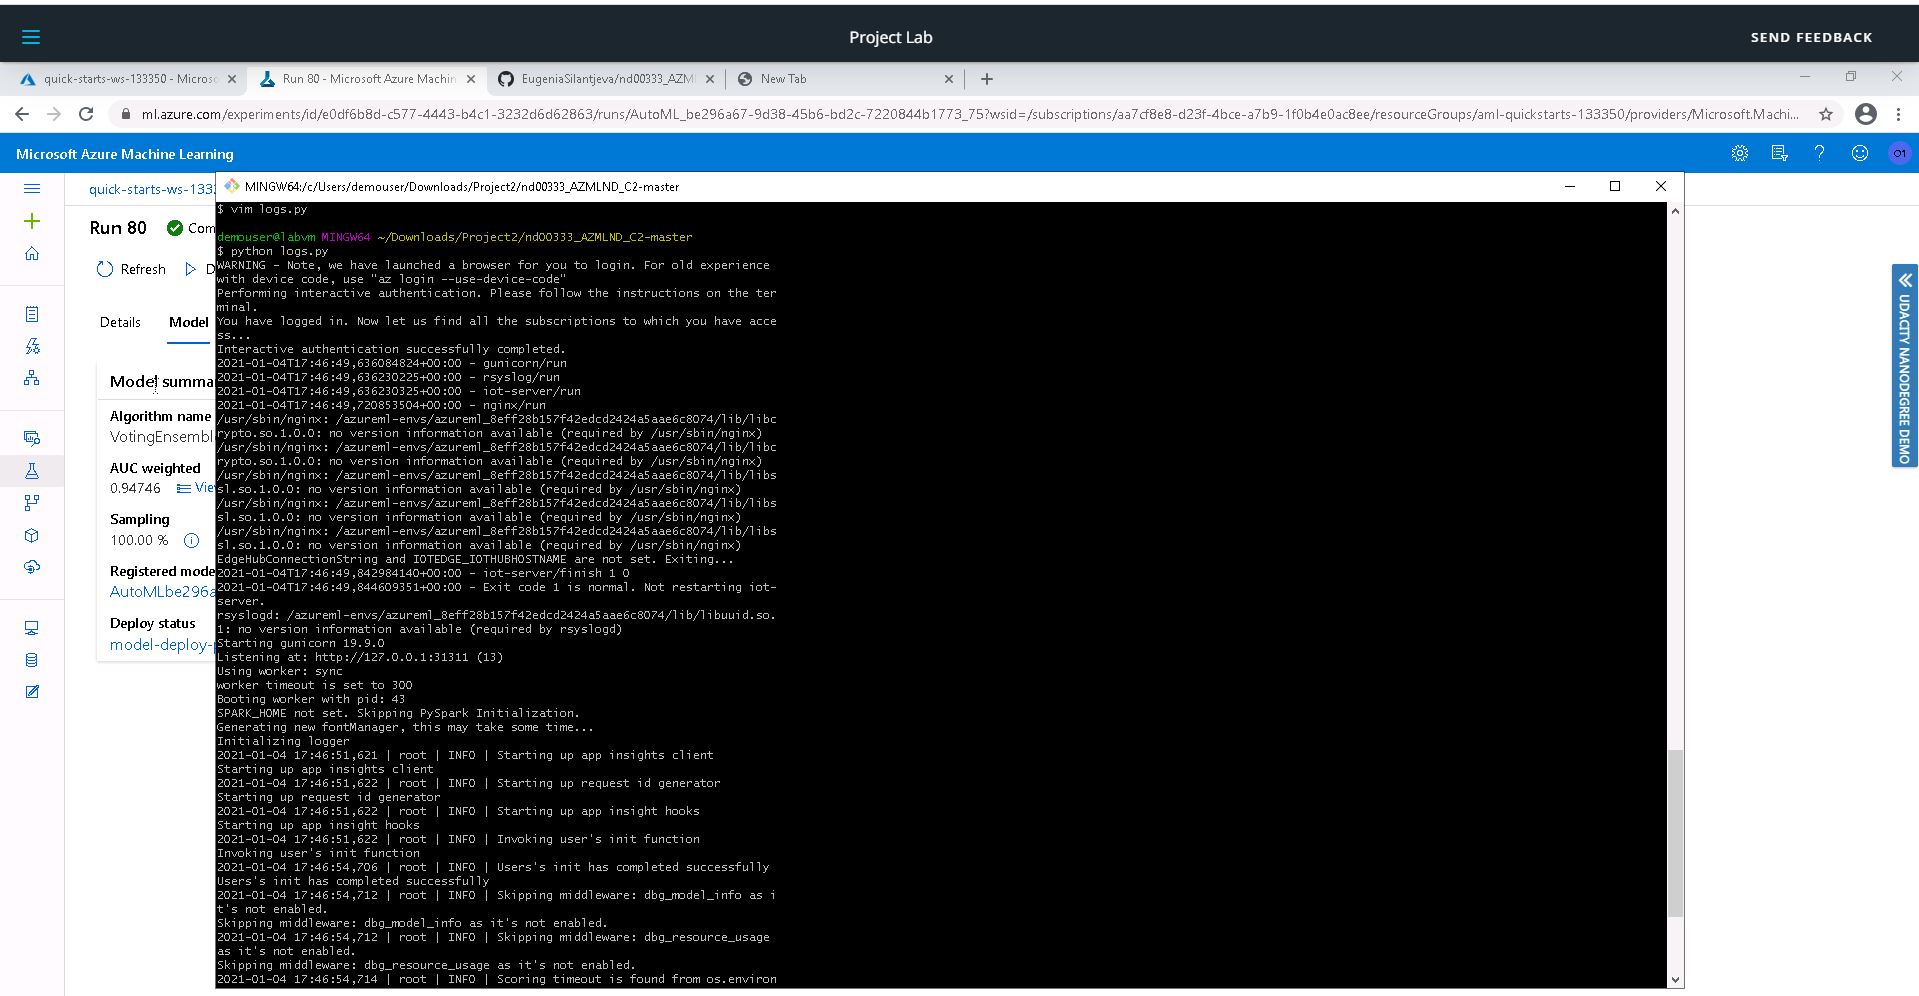 Project Lab
SEND FEEDBACK
quick-starts-ws-133350 - Microso
Run 80 - Microsoft Azure Machin
EugeniaSilantjeva/nd00333_AZMl
New Tab
ml.azure.com/experiments/id/e0df6b8d-c577-4443-b4c1-3232d6d62863/runs/AutoML_be296a67-9d38-45b6-bd2c-7220844b1773_75?wsid=/subscriptions/aa7cf8e8-d23f-4bce-a7b9-1f0b4e0ac8ee/resourceGroups/aml-quickstarts-133350/providers/Microsoft.Machi...
Microsoft Azure Machine Learning
O1
quick-starts-ws-133
Run 80
Com
Refresh
D
Details
Model
Model summa
Algorithm name
VotingEnsembl
AUC weighted
0.94746
Vie
Sampling
100.00 %
Registered mode
AutoMLbe296a
Deploy status
model-deploy-p
MINGW64:/c/Users/demouser/Downloads/Project2/nd00333_AZMLND_C2-master
$ vim logs.py
demouser@labvm MINGW64 ~/Downloads/Project2/nd00333_AZMLND_C2-master
$ python logs.py
WARNING - Note, we have launched a browser for you to login. For old experience
with device code, use "az login --use-device-code"
Performing interactive authentication. Please follow the instructions on the ter
minal.
You have logged in. Now let us find all the subscriptions to which you have acce
ss...
Interactive authentication successfully completed.
2021-01-04T17:46:49,636084824+00:00 - gunicorn/run
2021-01-04T17:46:49,636230225+00:00 - rsyslog/run
2021-01-04T17:46:49,636230325+00:00 - iot-server/run
2021-01-04T17:46:49,720853504+00:00 - nginx/run
/usr/sbin/nginx: /azureml-envs/azureml_8eff28b157f42edcd2424a5aae6c8074/lib/libc
rypto.so.1.0.0: no version information available (required by /usr/sbin/nginx)
/usr/sbin/nginx: /azureml-envs/azureml_8eff28b157f42edcd2424a5aae6c8074/lib/libc
rypto.so.1.0.0: no version information available (required by /usr/sbin/nginx)
/usr/sbin/nginx: /azureml-envs/azureml_8eff28b157f42edcd2424a5aae6c8074/lib/libs
sl.so.1.0.0: no version information available (required by /usr/sbin/nginx)
/usr/sbin/nginx: /azureml-envs/azureml_8eff28b157f42edcd2424a5aae6c8074/lib/libs
sl.so.1.0.0: no version information available (required by /usr/sbin/nginx)
/usr/sbin/nginx: /azureml-envs/azureml_8eff28b157f42edcd2424a5aae6c8074/lib/libs
sl.so.1.0.0: no version information available (required by /usr/sbin/nginx)
EdgeHubConnectionString and IOTEDGE_IOTHUBHOSTNAME are not set. Exiting...
2021-01-04T17:46:49,842984140+00:00 - iot-server/finish 1 0
2021-01-04T17:46:49,844609351+00:00 - Exit code 1 is normal. Not restarting iot-
server.
rsyslogd: /azureml-envs/azureml_8eff28b157f42edcd2424a5aae6c8074/lib/libuuid.so.
1: no version information available (required by rsyslogd)
Starting gunicorn 19.9.0
Listening at: http://127.0.0.1:31311 (13)
Using worker: sync
worker timeout is set to 300
Booting worker with pid: 43
SPARK_HOME not set. Skipping PySpark Initialization.
Generating new fontManager, this may take some time...
Initializing logger
2021-01-04 17:46:51,621 | root | INFO | Starting up app insights client
Starting up app insights client
2021-01-04 17:46:51,622 | root | INFO | Starting up request id generator
Starting up request id generator
2021-01-04 17:46:51,622 | root | INFO | Starting up app insight hooks
Starting up app insight hooks
2021-01-04 17:46:51,622 | root | INFO | Invoking user's init function
Invoking user's init function
2021-01-04 17:46:54,706 | root | INFO | Users's init has completed successfully
Users's init has completed successfully
2021-01-04 17:46:54,712 | root | INFO | Skipping middleware: dbg_model_info as i
t's not enabled.
Skipping middleware: dbg_model_info as it's not enabled.
2021-01-04 17:46:54,712 | root | INFO | Skipping middleware: dbg_resource_usage
as it's not enabled.
Skipping middleware: dbg_resource_usage as it's not enabled.
2021-01-04 17:46:54,714 | root | INFO | Scoring timeout is found from os.environ
UDACITY NANODEGREE DEMO